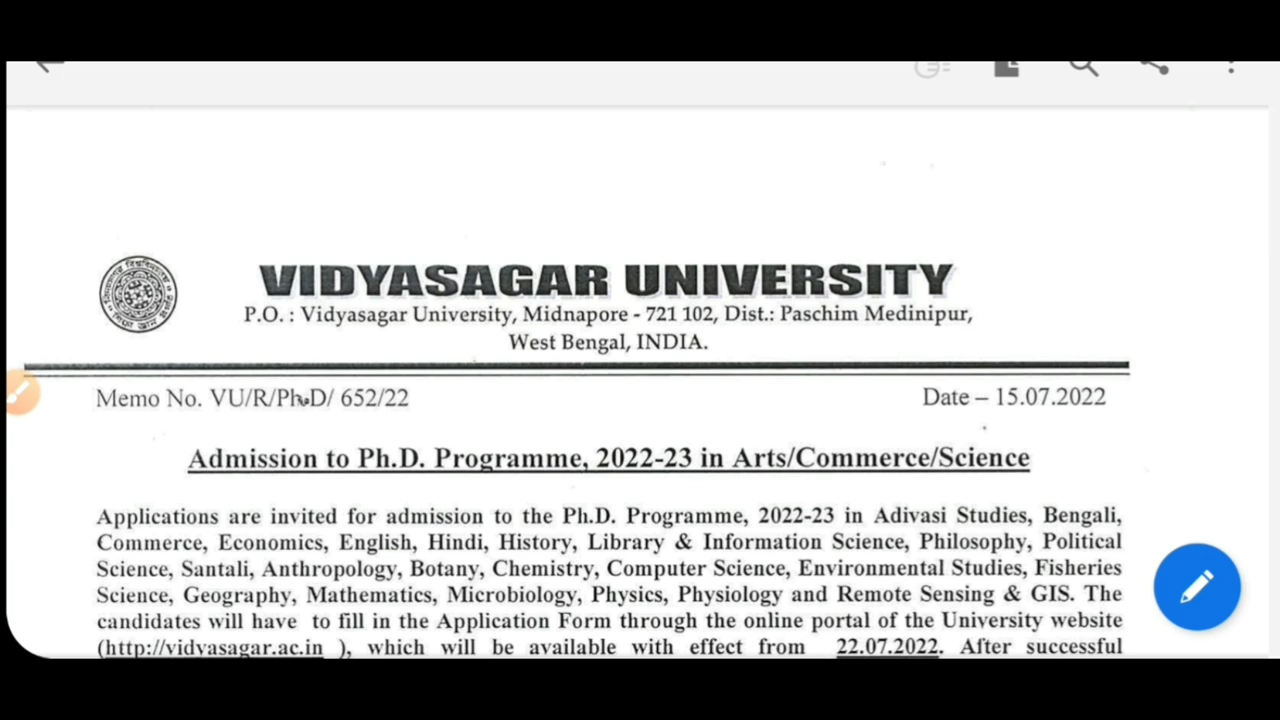 VIDYASAGAR UNIVERSITY
P.O. : Vidyasagar University, Midnapore - 721 102, Dist.: Paschim Medinipur,
West Bengal, INDIA.
Memo No. VU/R/Ph.D/ 652/22
Date – 15.07.2022
Admission to Ph.D. Programme, 2022-23 in Arts/Commerce/Science
Applications are invited for admission to the Ph.D. Programme, 2022-23 in Adivasi Studies, Bengali,
Commerce, Economics, English, Hindi, History, Library & Information Science, Philosophy, Political
Science, Santali, Anthropology, Botany, Chemistry, Computer Science, Environmental Studies, Fisheries
Science, Geography, Mathematics, Microbiology, Physics, Physiology and Remote Sensing & GIS. The
candidates will have to fill in the Application Form through the online portal of the University website
(http://vidyasagar.ac.in ), which will be available with effect from 22.07.2022. After successful